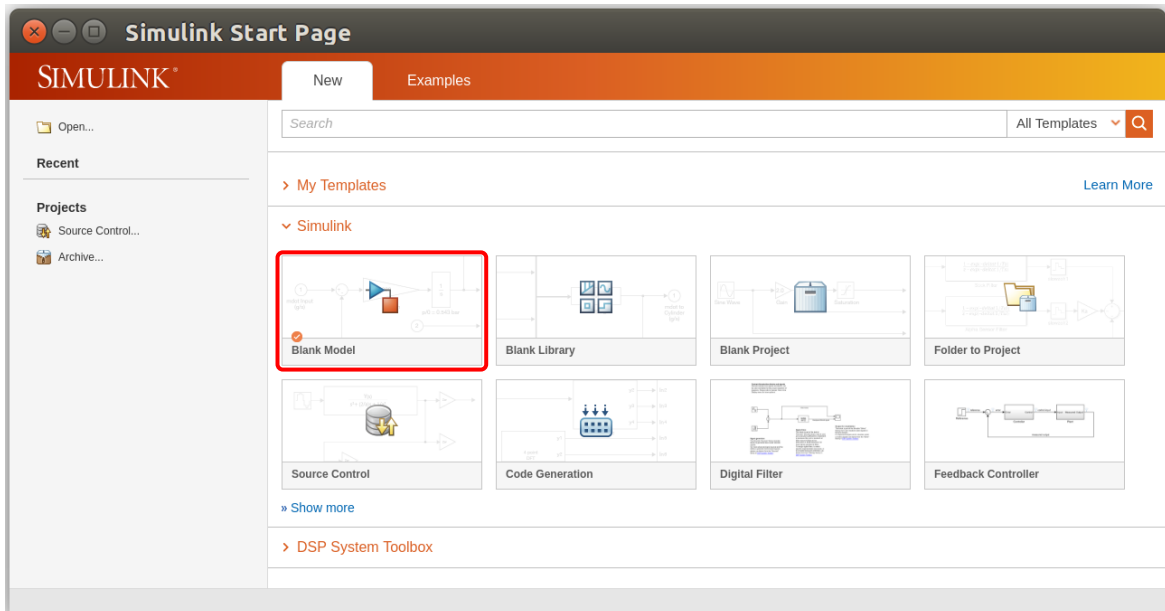 Simulink Start Page
SIMULINK®
New
Examples
Open...
Search
All Templates
Recent
My Templates
Learn More
Projects
Source Control...
Archive...
Simulink
Blank Model
Blank Library
Blank Project
Folder to Project
Source Control
Code Generation
Digital Filter
Feedback Controller
» Show more
DSP System Toolbox